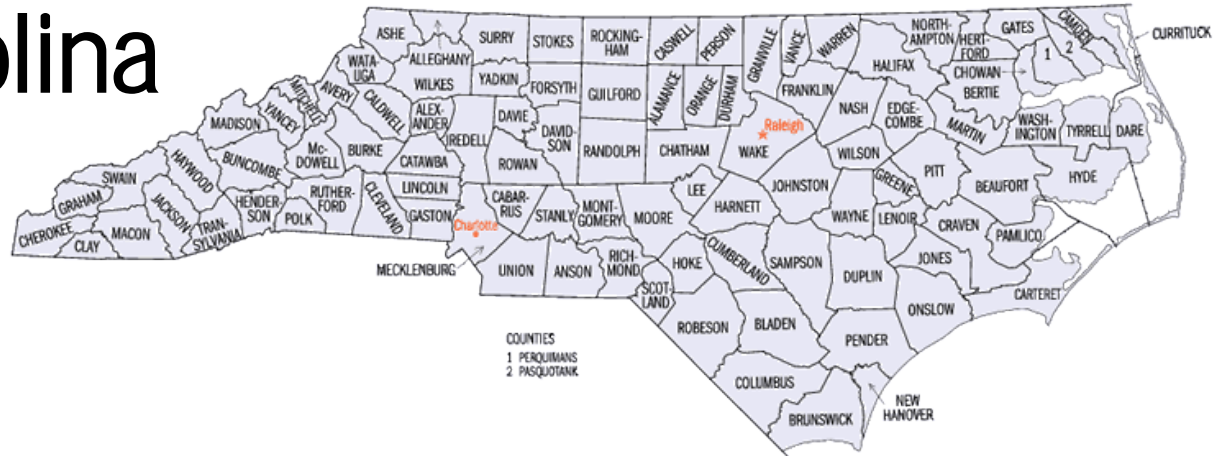 olina
ASHE
ALLEGHANY
SURRY
STOKES
ROCKING-
HAM
CASWELL
PERSON
GRANVILLE
VANCE
WARREN
NORTH-
AMPTON
HERT-
FORD
GATES
CAMDEN
CURRITUCK
1
2
WATA-
UGA
WILKES
YADKIN
FORSYTH
GUILFORD
ALAMANCE
ORANGE
DURHAM
FRANKLIN
HALIFAX
CHOWAN
BERTIE
MITCHELL
AVERY
CALDWELL
ALEX-
ANDER
IREDELL
DAVIE
DAVID-
SON
RANDOLPH
CHATHAM
Raleigh
WAKE
NASH
EDGE-
COMBE
MARTIN
WASH-
INGTON
TYRRELL
DARE
MADISON
YANCEY
Mc-
DOWELL
BURKE
CATAWBA
ROWAN
WILSON
PITT
BEAUFORT
HYDE
SWAIN
HAYWOOD
BUNCOMBE
RUTHER-
FORD
CLEVELAND
LINCOLN
GASTON
CABAR-
RUS
STANLY
MONT-
GOMERY
MOORE
LEE
HARNETT
JOHNSTON
GREENE
WAYNE
LENOIR
CRAVEN
PAMLICO
GRAHAM
CHEROKEE
CLAY
MACON
JACKSON
TRAN-
SYLVANIA
HENDER-
SON
POLK
Charlotte
MECKLENBURG
UNION
ANSON
RICH-
MOND
SCOT-
LAND
HOKE
CUMBERLAND
SAMPSON
DUPLIN
JONES
CARTERET
ONSLOW
ROBESON
BLADEN
PENDER
COLUMBUS
BRUNSWICK
NEW
HANOVER
COUNTIES
1 PERQUIMANS
2 PASQUOTANK